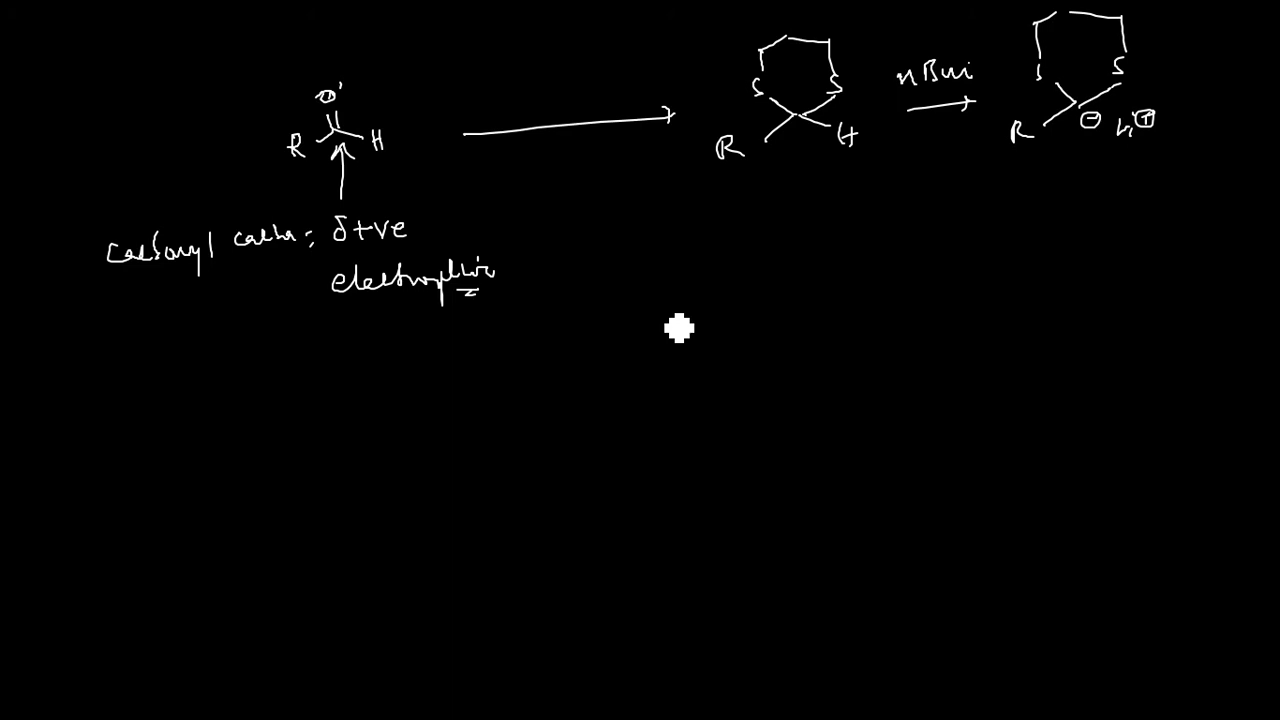 O
R H
S S
R H
nBuLi
S S
R ⊖ Li⊕
Carbonyl carbon: δ+ve
electrophilic